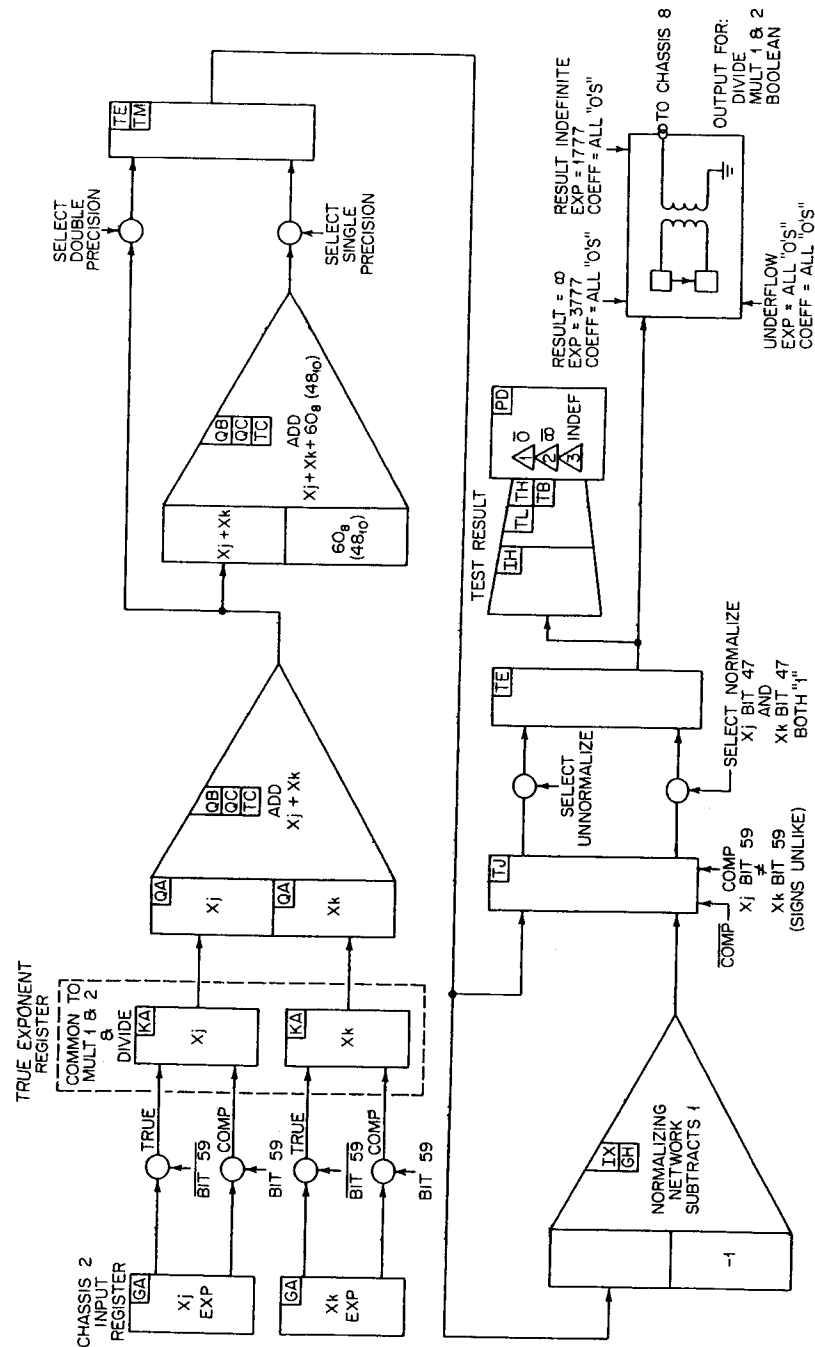 CHASSIS 2
INPUT
REGISTER
GA
Xj
EXP
GA
Xk
EXP
TRUE
BIT 59
COMP
BIT 59
TRUE
BIT 59
COMP
BIT 59
TRUE EXPONENT
REGISTER
COMMON TO
MULT 1 & 2
&
DIVIDE
KA
Xj
KA
Xk
QA
Xj
QA
Xk
QB
QC
TC
ADD
Xj + Xk
Xj + Xk
60₈
(48₁₀)
QB
QC
TC
ADD
Xj + Xk + 60₈ (48₁₀)
SELECT
DOUBLE
PRECISION
SELECT
SINGLE
PRECISION
TE
TM
-1
IX
GH
NORMALIZING
NETWORK
SUBTRACTS 1
TJ
COMP
COMP
Xj BIT 59
≠
Xk BIT 59
(SIGNS UNLIKE)
SELECT
UNNORMALIZE
SELECT NORMALIZE
Xj BIT 47
AND
Xk BIT 47
BOTH "1"
TE
TEST RESULT
IH
TL
TH
TB
PD
1 0
2 ∞
3 INDEF
RESULT = ∞
EXP = 3777
COEFF = ALL "0'S"
RESULT INDEFINITE
EXP = 1777
COEFF = ALL "0'S"
UNDERFLOW
EXP = ALL "0'S"
COEFF = ALL "0'S"
TO CHASSIS 8
OUTPUT FOR:
DIVIDE
MULT 1 & 2
BOOLEAN